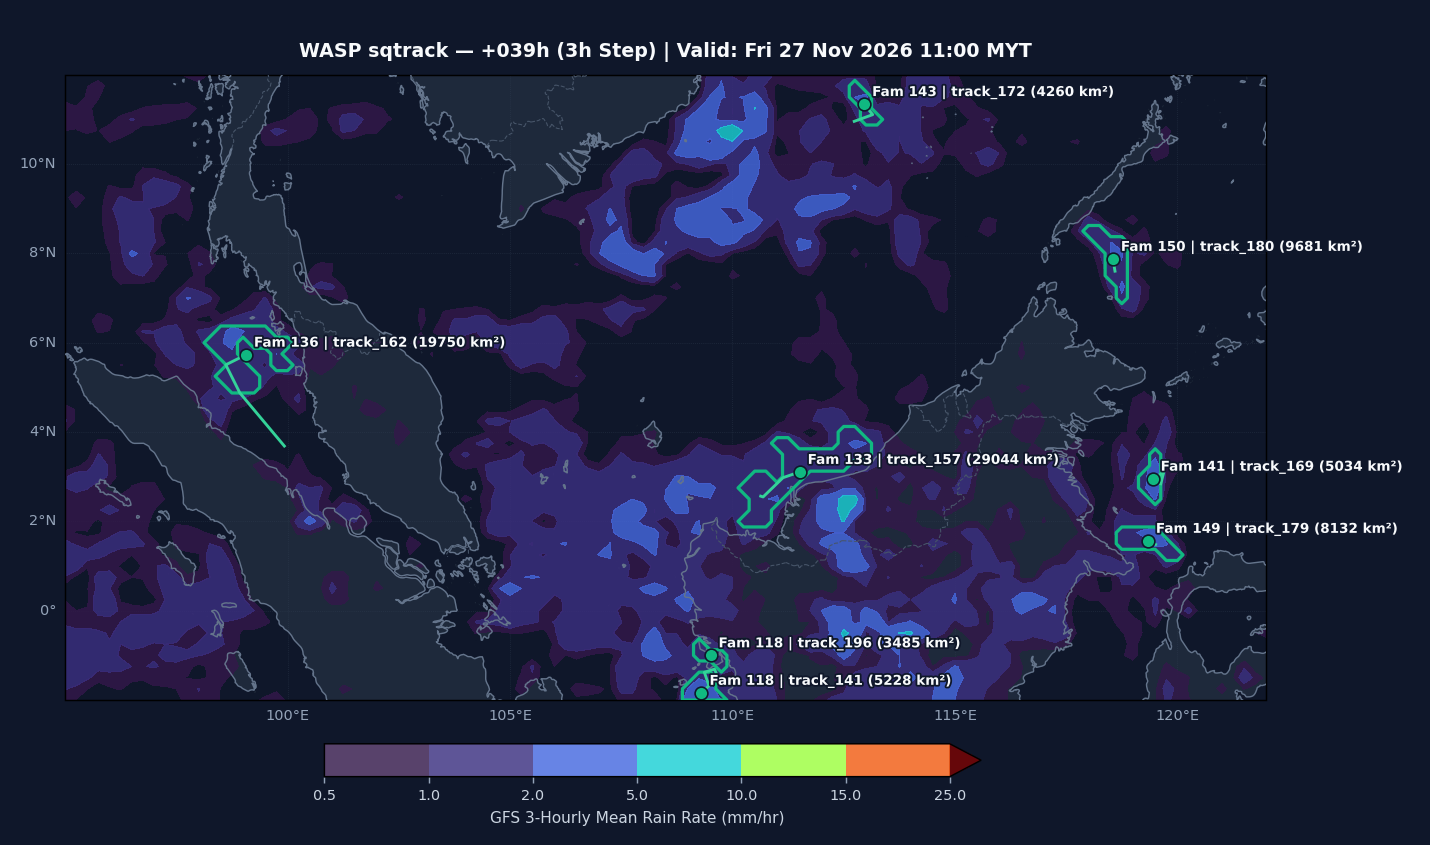 WASP sqtrack — +039h (3h Step) | Valid: Fri 27 Nov 2026 11:00 MYT
Fam 143 | track_172 (4260 km²)
10°N
Fam 150 | track_180 (9681 km²)
8°N
Fam 136 | track_162 (19750 km²)
6°N
4°N
Fam 133 | track_157 (29044 km²)
Fam 141 | track_169 (5034 km²)
2°N
Fam 149 | track_179 (8132 km²)
0°
Fam 118 | track_196 (3485 km²)
Fam 118 | track_141 (5228 km²)
100°E 105°E 110°E 115°E 120°E
0.5 1.0 2.0 5.0 10.0 15.0 25.0
GFS 3-Hourly Mean Rain Rate (mm/hr)